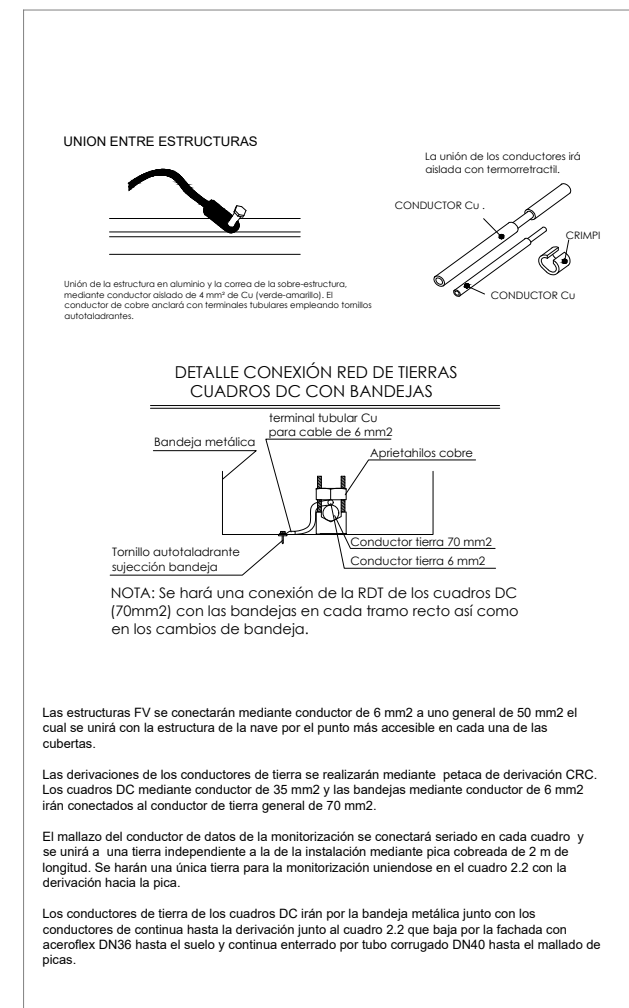 UNION ENTRE ESTRUCTURAS
La unión de los conductores irá
aislada con termorretractil.
CONDUCTOR Cu .
CRIMPI
CONDUCTOR Cu
Unión de la estructura en aluminio y la correa de la sobre-estructura,
mediante conductor aislado de 4 mm² de Cu (verde-amarillo). El
conductor de cobre anclará con terminales tubulares empleando tornillos
autotaladrantes.
DETALLE CONEXIÓN RED DE TIERRAS
CUADROS DC CON BANDEJAS
terminal tubular Cu
para cable de 6 mm2
Bandeja metálica
Aprietahilos cobre
Conductor tierra 70 mm2
Conductor tierra 6 mm2
Tornillo autotaladrante
sujección bandeja
NOTA: Se hará una conexión de la RDT de los cuadros DC
(70mm2) con las bandejas en cada tramo recto así como
en los cambios de bandeja.
Las estructuras FV se conectarán mediante conductor de 6 mm2 a uno general de 50 mm2 el
cual se unirá con la estructura de la nave por el punto más accesible en cada una de las
cubertas.
Las derivaciones de los conductores de tierra se realizarán mediante petaca de derivación CRC.
Los cuadros DC mediante conductor de 35 mm2 y las bandejas mediante conductor de 6 mm2
irán conectados al conductor de tierra general de 70 mm2.
El mallazo del conductor de datos de la monitorización se conectará seriado en cada cuadro y
se unirá a una tierra independiente a la de la instalación mediante pica cobreada de 2 m de
longitud. Se harán una única tierra para la monitorización uniendose en el cuadro 2.2 con la
derivación hacia la pica.
Los conductores de tierra de los cuadros DC irán por la bandeja metálica junto con los
conductores de continua hasta la derivación junto al cuadro 2.2 que baja por la fachada con
aceroflex DN36 hasta el suelo y continua enterrado por tubo corrugado DN40 hasta el mallado de
picas.